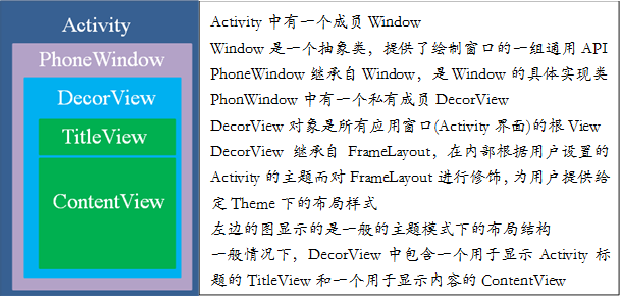 Activity
PhoneWindow
DecorView
TitleView
ContentView
Activity 中有一个成员 Window
Window 是一个抽象类，提供了绘制窗口的一组通用 API
PhoneWindow 继承自 Window，是 Window 的具体实现类
PhonWindow 中有一个私有成员 DecorView
DecorView 对象是所有应用窗口(Activity 界面)的根 View
DecorView 继承自 FrameLayout，在内部根据用户设置的
Activity 的主题而对 FrameLayout 进行修饰，为用户提供给
定 Theme 下的布局样式
左边的图显示的是一般的主题模式下的布局结构
一般情况下，DecorView 中包含一个用于显示 Activity 标
题的 TitleView 和一个用于显示内容的 ContentView